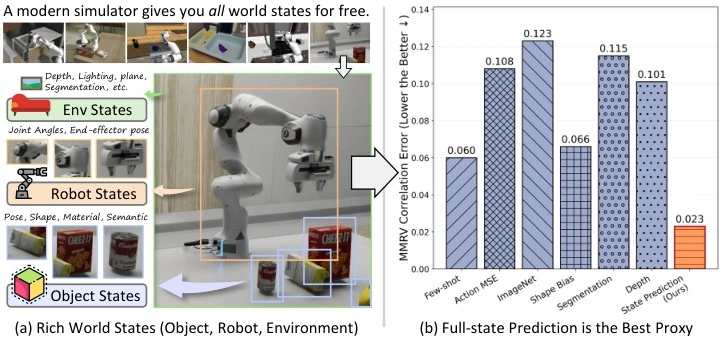 A modern simulator gives you all world states for free.
Depth, Lighting, plane,
Segmentation, etc.
Env States
Joint Angles, End-effector pose
Robot States
Pose, Shape, Material, Semantic
Object States
CHEEZ-IT
(a) Rich World States (Object, Robot, Environment)
MMRV Correlation Error (Lower the Better ↓)
0.14
0.12
0.10
0.08
0.06
0.04
0.02
0.00
0.060
0.108
0.123
0.066
0.115
0.101
0.023
Few-shot
Action MSE
ImageNet
Shape Bias
Segmentation
Depth
State Prediction
(Ours)
(b) Full-state Prediction is the Best Proxy